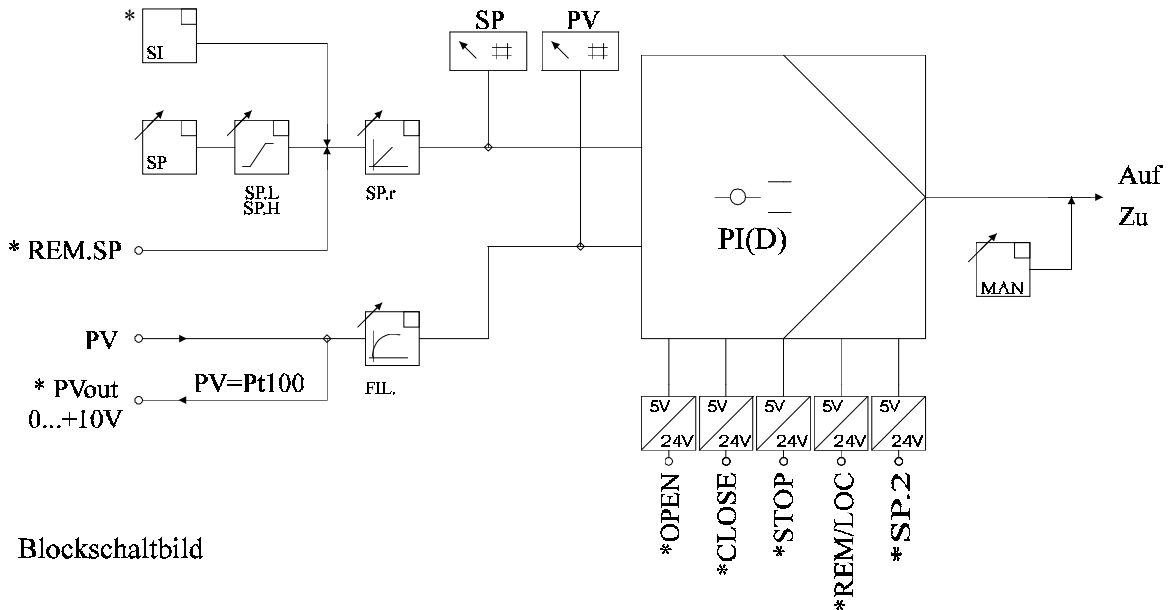 SP PV
*
SI
SP
SP.L
SP.H
SP.r
* REM.SP
PI(D)
Auf
Zu
MAN
PV
PV=Pt100
* PVout
0...+10V
FIL.
5V 5V 5V 5V 5V
24V 24V 24V 24V 24V
*OPEN
*CLOSE
*STOP
*REM/LOC
*SP.2
Blockschaltbild